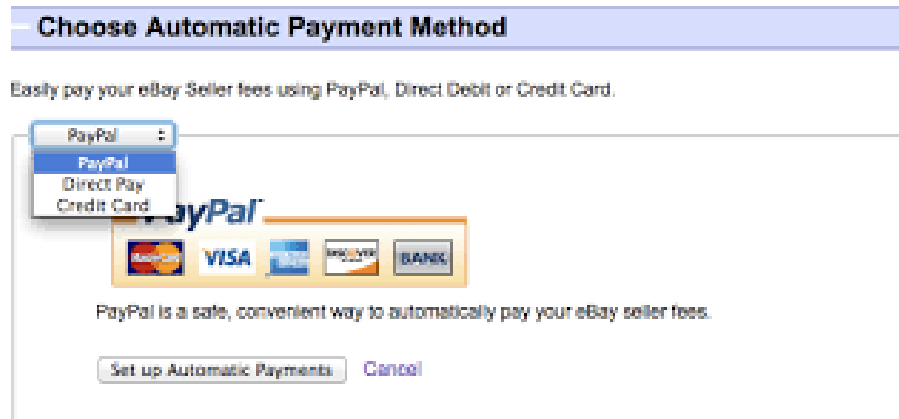 Choose Automatic Payment Method
Easily pay your eBay Seller fees using PayPal, Direct Debit or Credit Card.
PayPal
PayPal
Direct Pay
Credit Card
PayPal
MasterCard VISA DISCOVER BANK
PayPal is a safe, convenient way to automatically pay your eBay seller fees.
Set up Automatic Payments Cancel